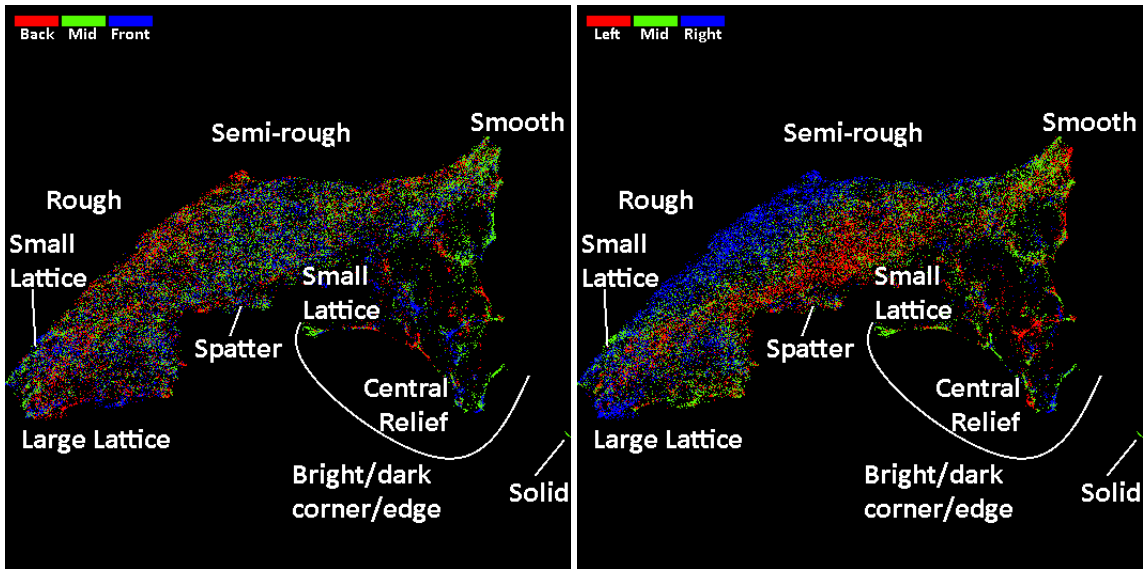 Back Mid Front
Smooth
Semi-rough
Rough
Small
Lattice
Small
Lattice
Spatter
Central
Relief
Large Lattice
Bright/dark
corner/edge
Solid
Left Mid Right
Smooth
Semi-rough
Rough
Small
Lattice
Small
Lattice
Spatter
Central
Relief
Large Lattice
Bright/dark
corner/edge
Solid